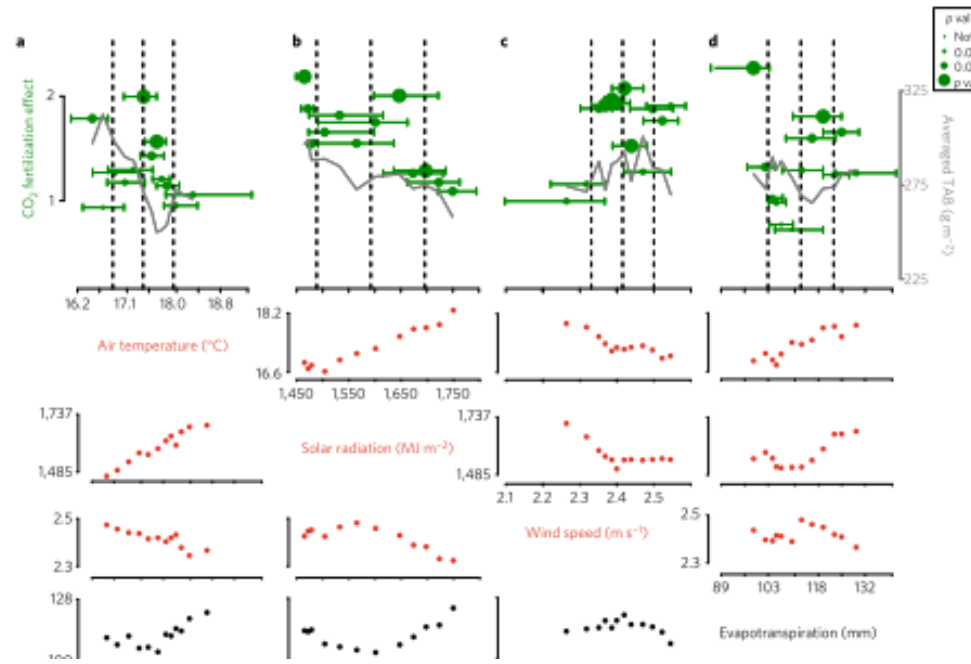 a
b
c
d
p val
Not
0.0
0.0
p va
CO₂ fertilization effect
2
1
325
275
225
Averaged TAB (g m⁻²)
16.2 17.1 18.0 18.8
Air temperature (°C)
18.2
16.6
1,450 1,550 1,650 1,750
1,737
1,485
Solar radiation (MJ m⁻²)
1,737
1,485
2.1 2.2 2.3 2.4 2.5
2.5
2.3
Wind speed (m s⁻¹)
2.5
2.3
89 103 118 132
128
Evapotranspiration (mm)